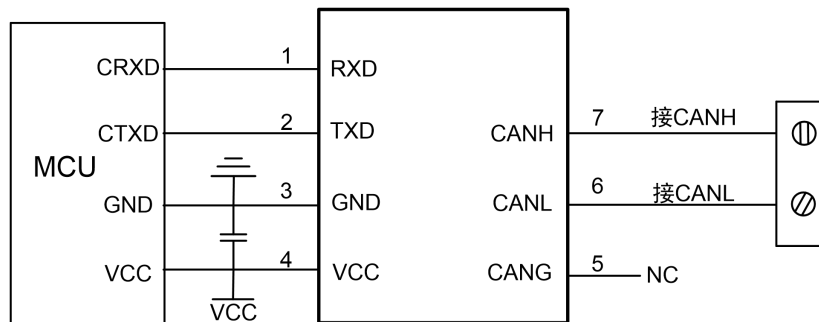 CRXD 1 RXD
CTXD 2 TXD CANH 7 接CANH
MCU
GND 3 GND CANL 6 接CANL
VCC 4 VCC CANG 5 NC
VCC